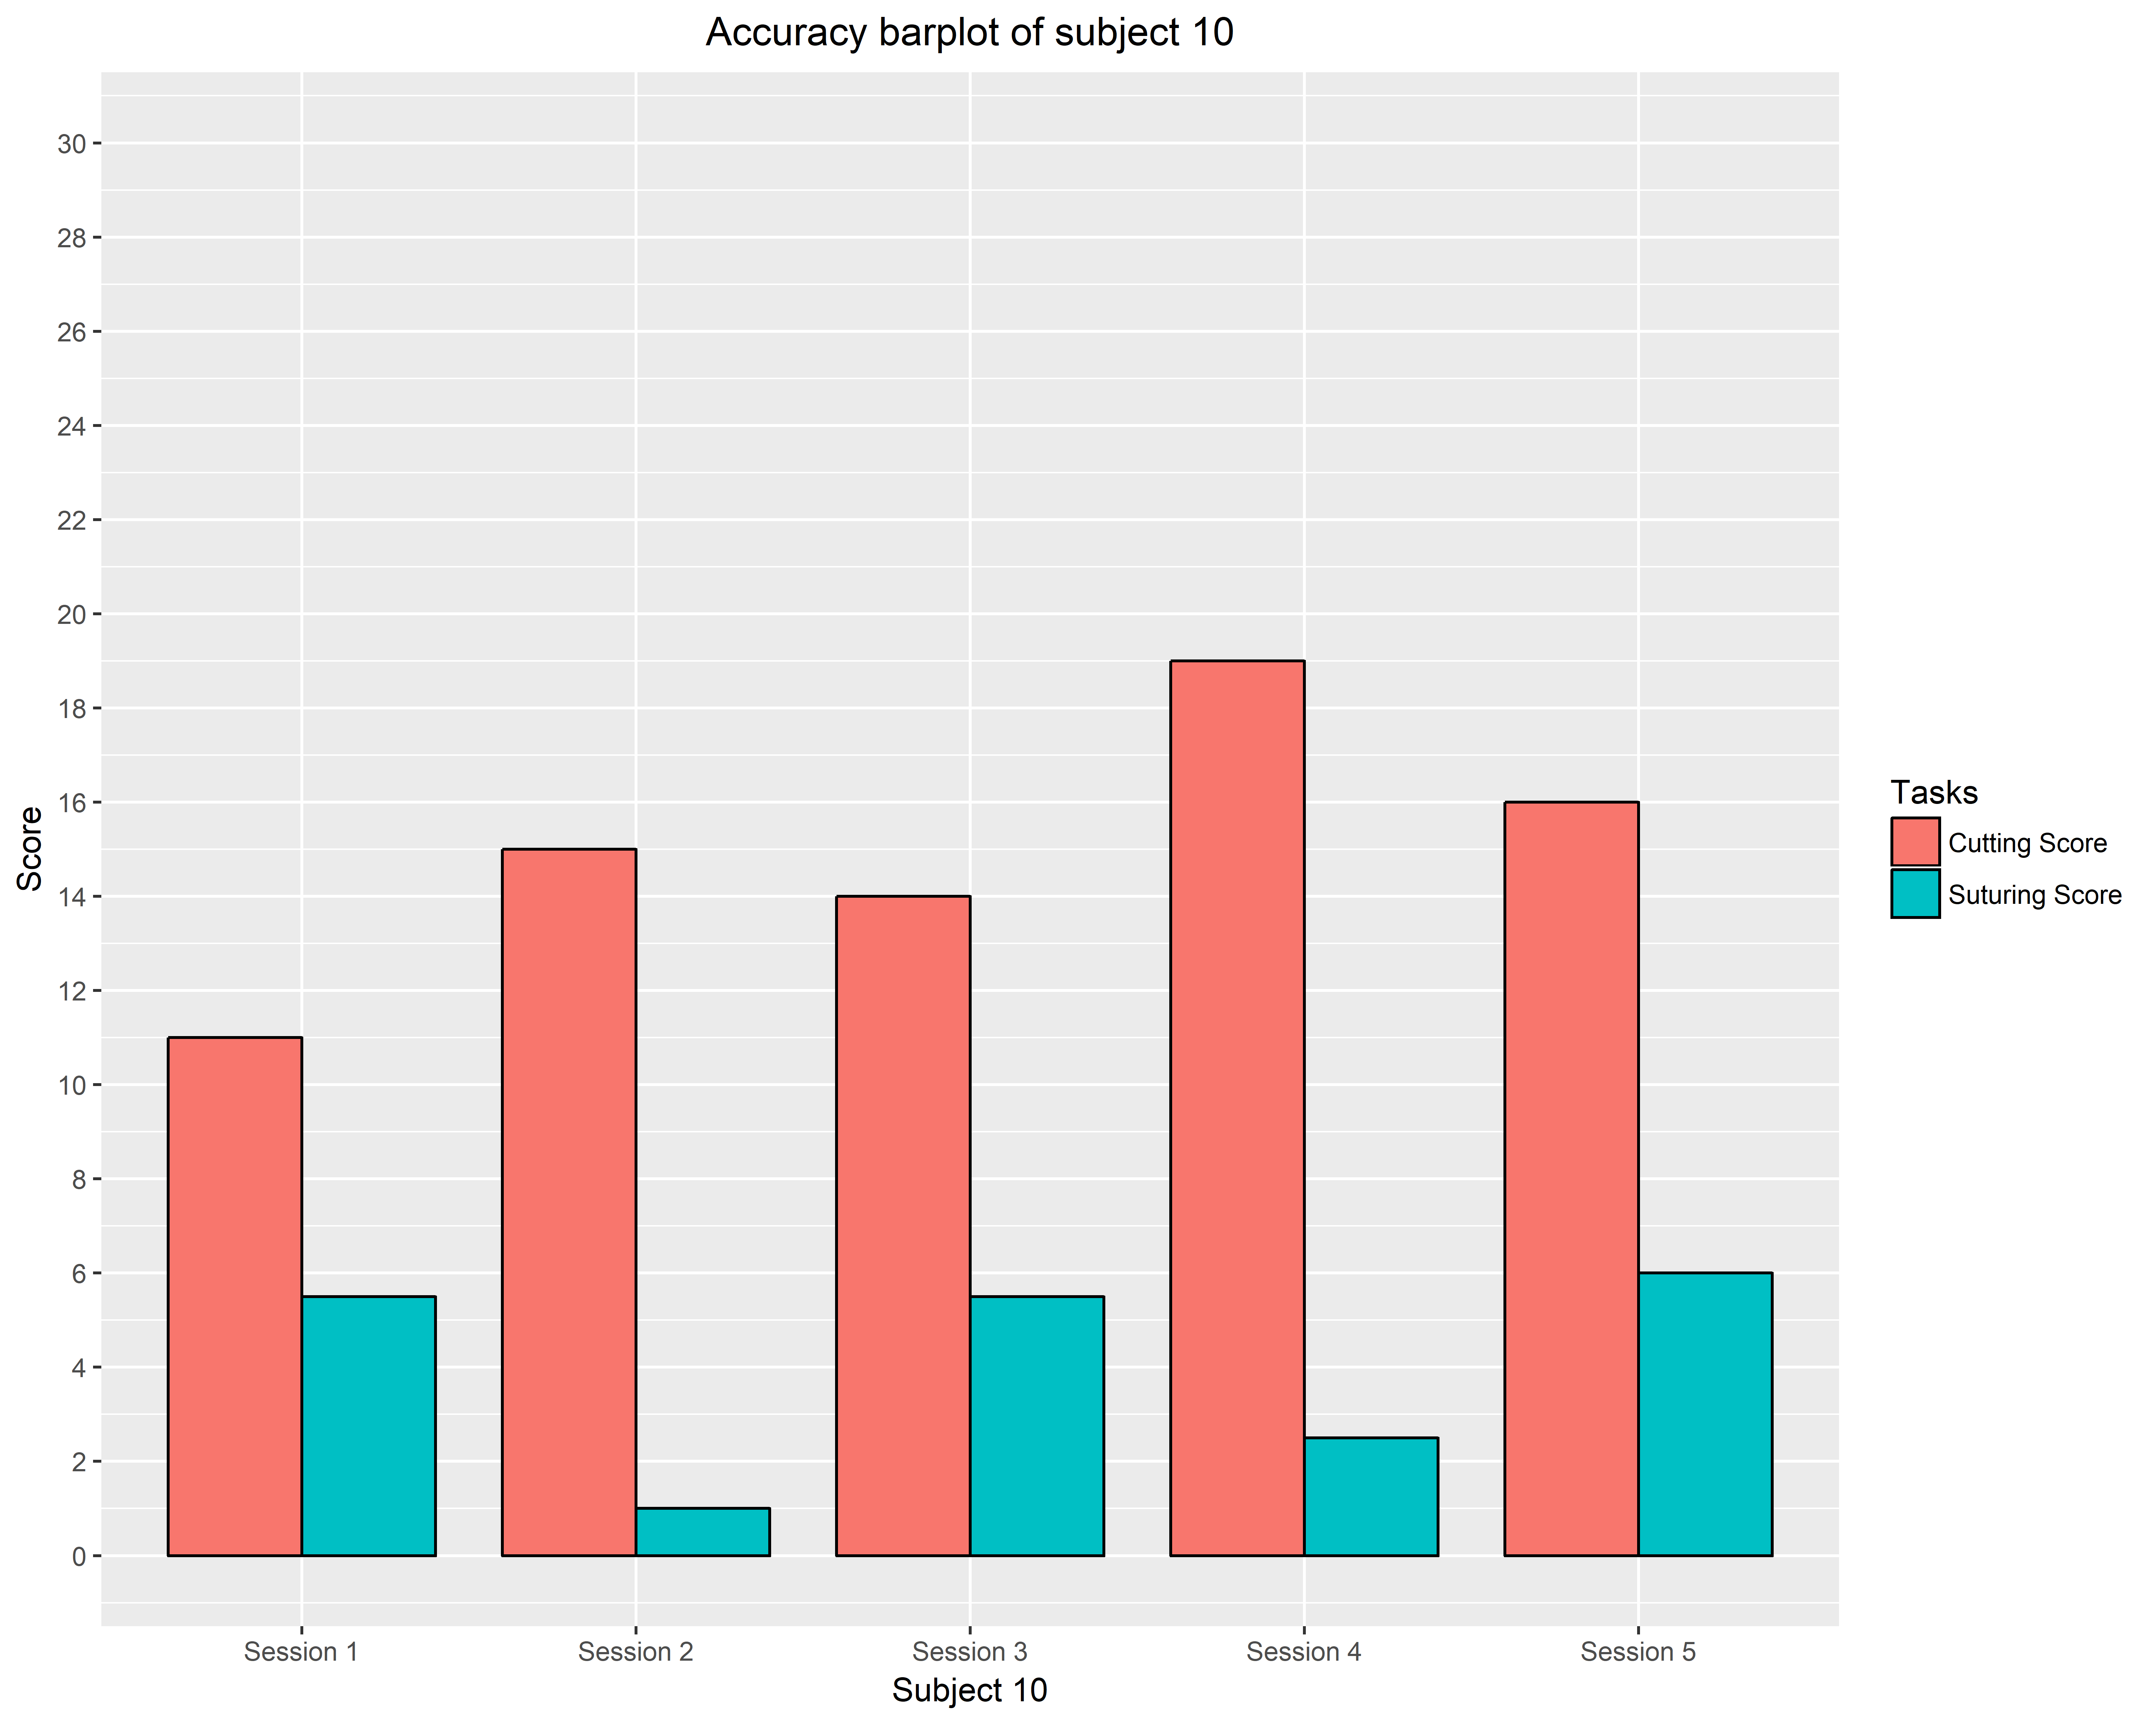 Accuracy barplot of subject 10
Score
30
28
26
24
22
20
18
16
14
12
10
8
6
4
2
0
Session 1
Session 2
Session 3
Session 4
Session 5
Subject 10
Tasks
Cutting Score
Suturing Score